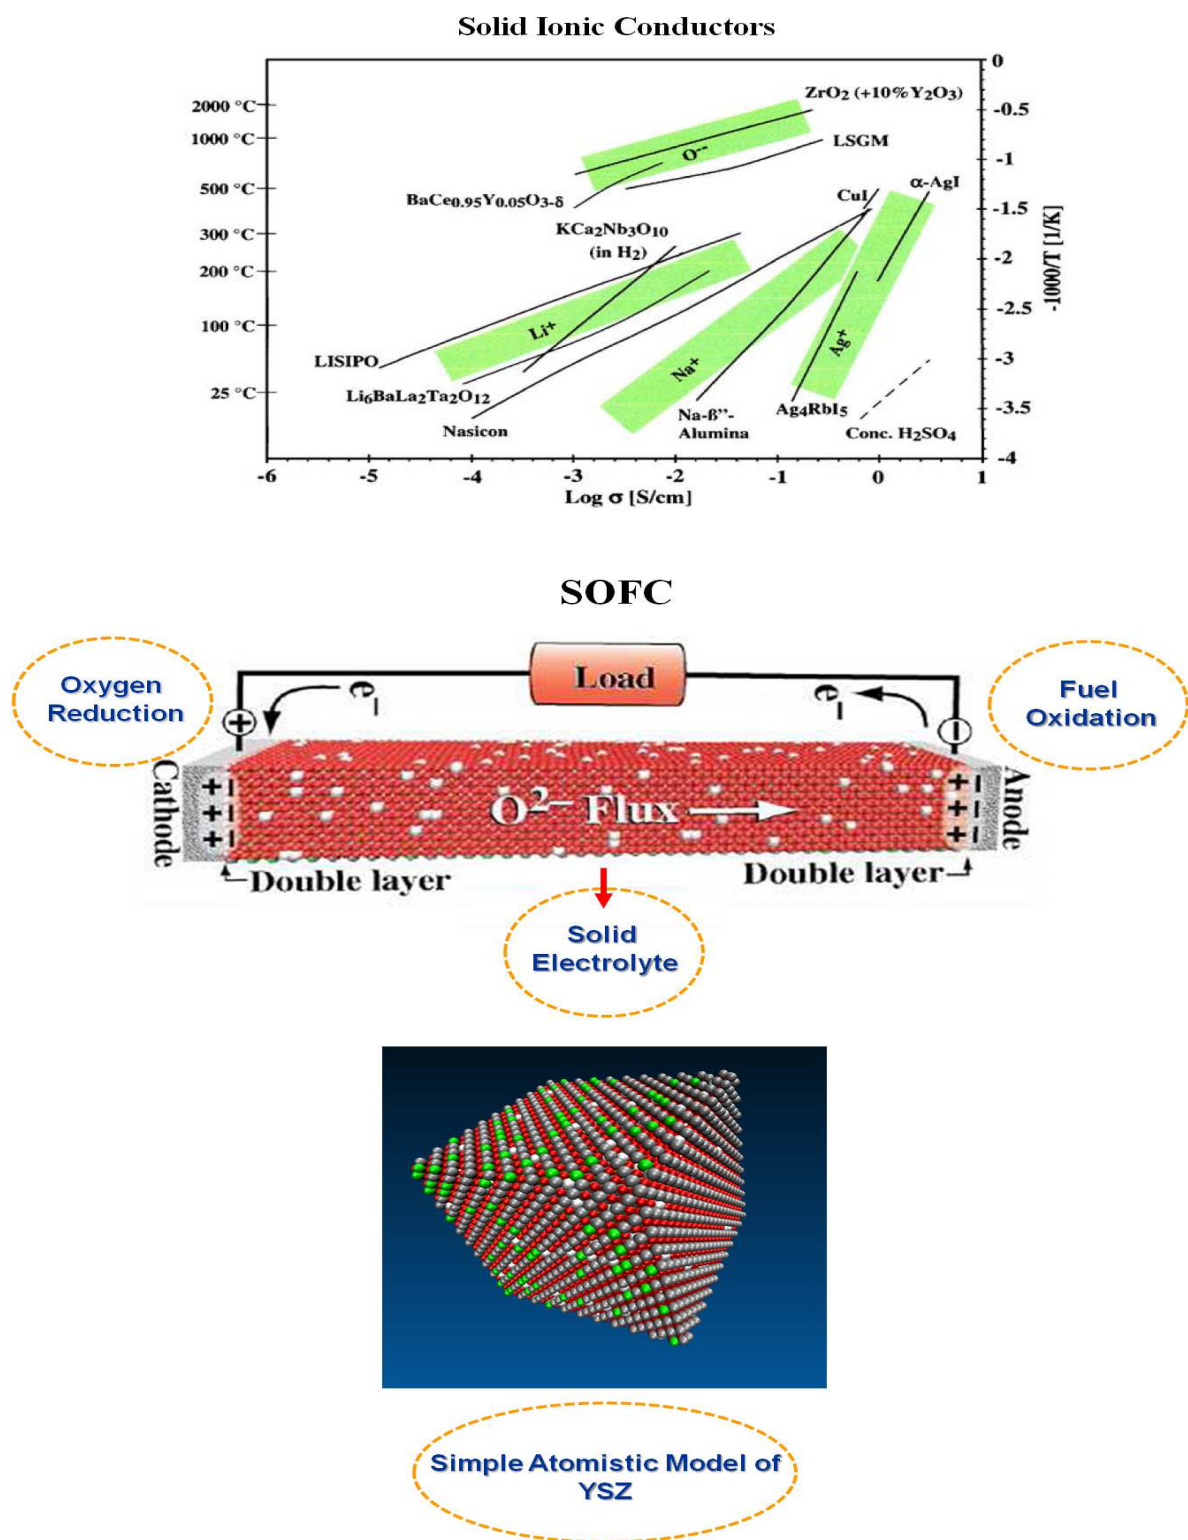 Solid Ionic Conductors
0
2000 °C
ZrO2 (+10%Y2O3)
-0.5
1000 °C
LSGM
O--
-1
500 °C
BaCe0.95Y0.05O3-δ
CuI
α-AgI
-1.5
300 °C
KCa2Nb3O10
(in H2)
-2
200 °C
-1000/T [1/K]
-2.5
100 °C
Li+
Ag+
LISIPO
Na+
-3
25 °C
Li6BaLa2Ta2O12
Nasicon
Na-ß''-
Alumina
Ag4RbI5
Conc. H2SO4
-3.5
-4
-6 -5 -4 -3 -2 -1 0 1
Log σ [S/cm]
SOFC
Oxygen
Reduction
e–
Load
e–
Fuel
Oxidation
+
–
Cathode
+ –
+ –
+ –
O2– Flux
+ –
+ –
+ –
Anode
Double layer
Double layer
Solid
Electrolyte
Simple Atomistic Model of
YSZ